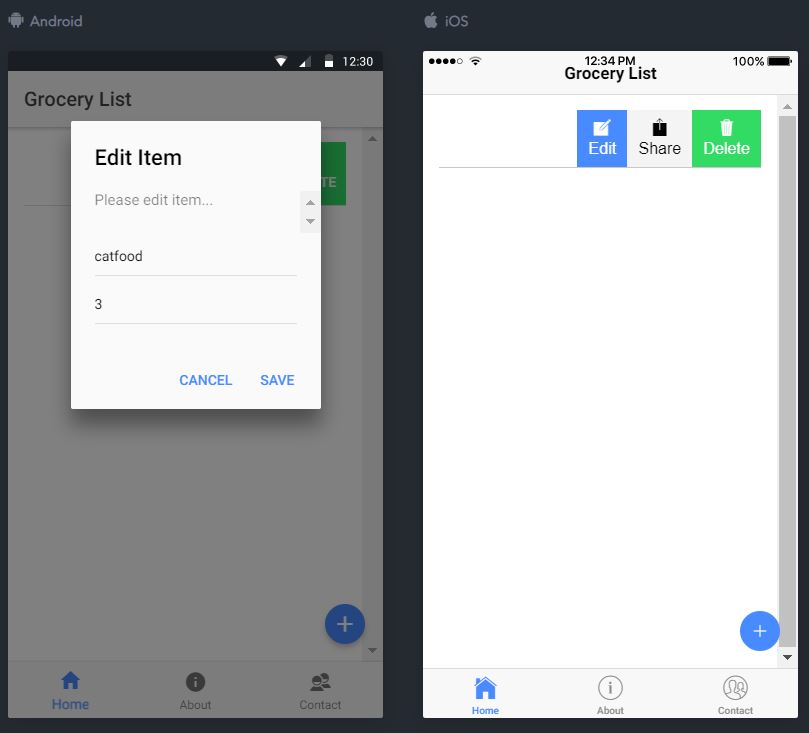 Android
12:30
Grocery List
Edit Item
Please edit item...
TE
catfood
3
CANCEL SAVE
Home About Contact
iOS
12:34 PM 100%
Grocery List
Edit Share Delete
Home About Contact